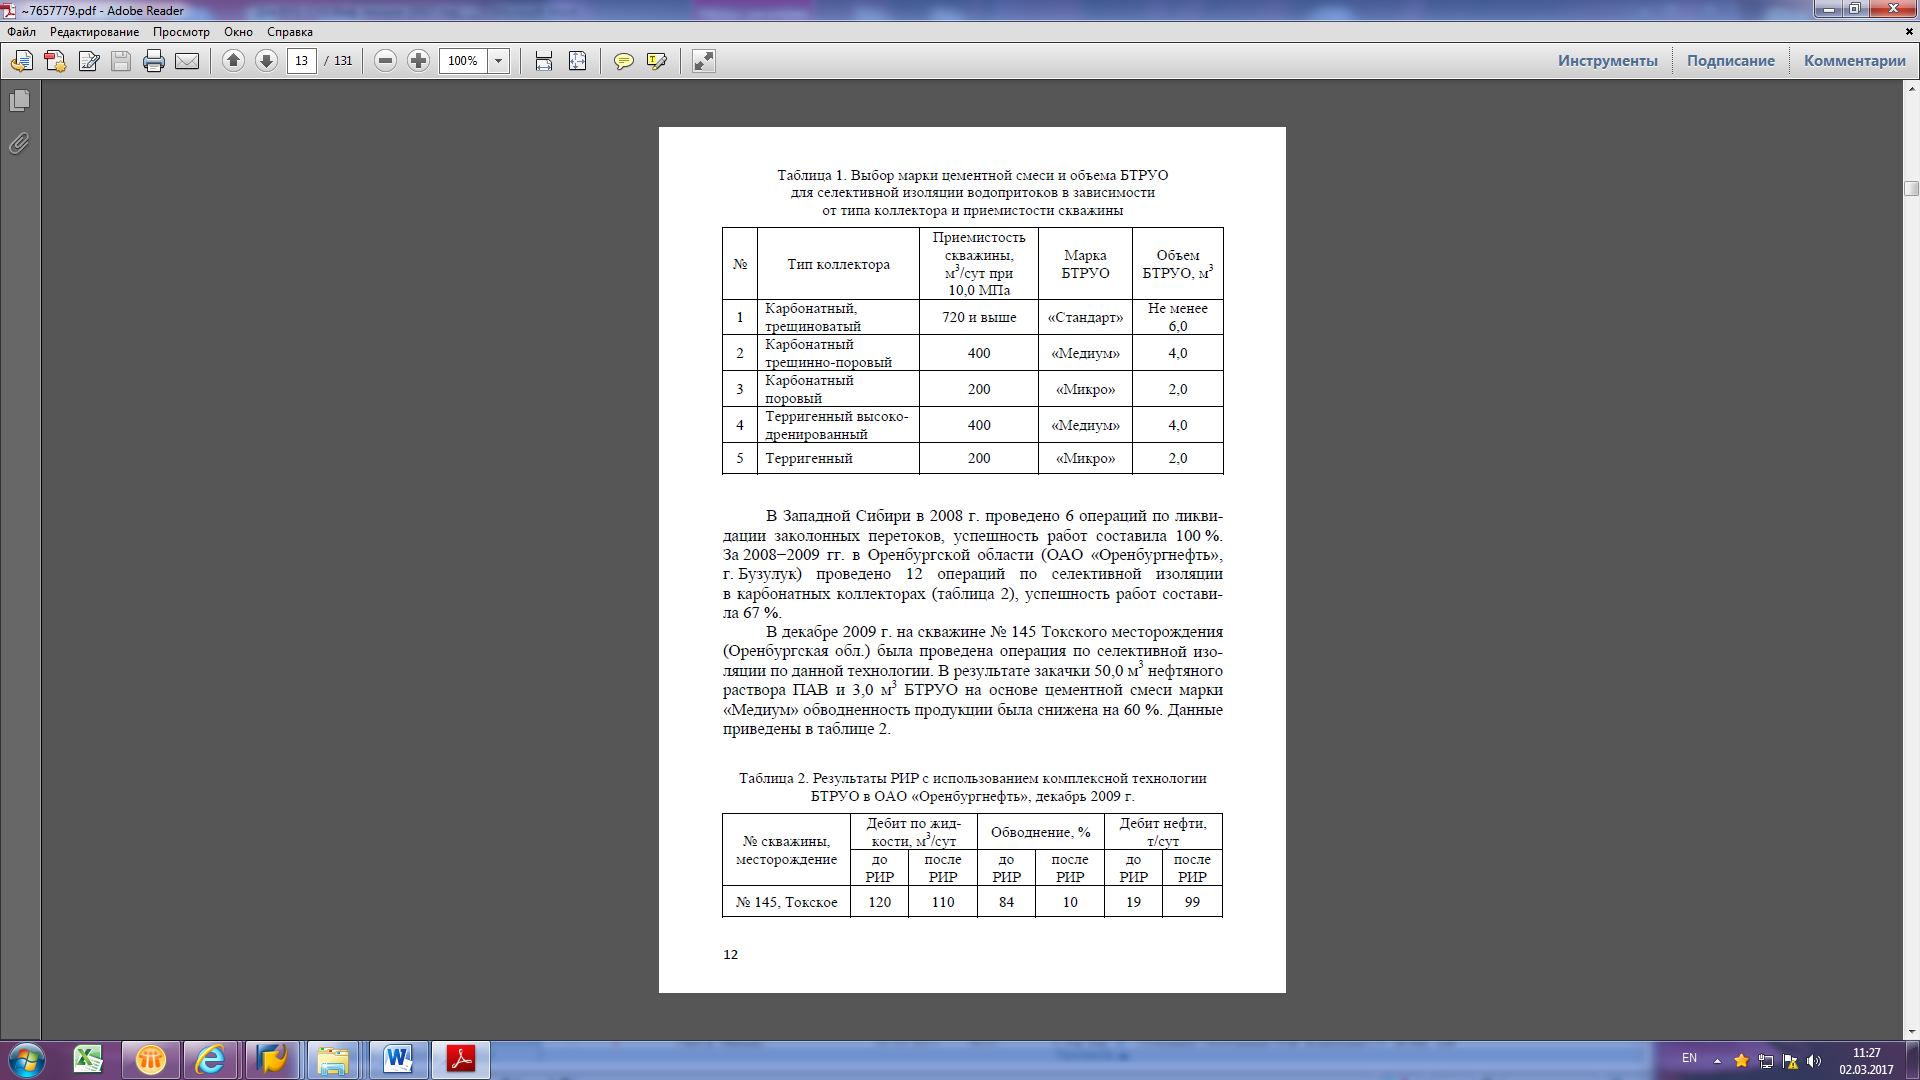 ~7657779.pdf - Adobe Reader
Файл Редактирование Просмотр Окно Справка
13 / 131 100% Инструменты Подписание Комментарии
Таблица 1. Выбор марки цементной смеси и объема БТРУО
для селективной изоляции водопритоков в зависимости
от типа коллектора и приемистости скважины
№ Тип коллектора Приемистость скважины, м³/сут при 10,0 МПа Марка БТРУО Объем БТРУО, м³
1 Карбонатный, трещиноватый 720 и выше «Стандарт» Не менее 6,0
2 Карбонатный трещинно-поровый 400 «Медиум» 4,0
3 Карбонатный поровый 200 «Микро» 2,0
4 Терригенный высоко-дренированный 400 «Медиум» 4,0
5 Терригенный 200 «Микро» 2,0
В Западной Сибири в 2008 г. проведено 6 операций по ликви-
дации заколонных перетоков, успешность работ составила 100 %.
За 2008–2009 гг. в Оренбургской области (ОАО «Оренбургнефть»,
г. Бузулук) проведено 12 операций по селективной изоляции
в карбонатных коллекторах (таблица 2), успешность работ состави-
ла 67 %.
В декабре 2009 г. на скважине № 145 Токского месторождения
(Оренбургская обл.) была проведена операция по селективной изо-
ляции по данной технологии. В результате закачки 50,0 м³ нефтяного
раствора ПАВ и 3,0 м³ БТРУО на основе цементной смеси марки
«Медиум» обводненность продукции была снижена на 60 %. Данные
приведены в таблице 2.
Таблица 2. Результаты РИР с использованием комплексной технологии
БТРУО в ОАО «Оренбургнефть», декабрь 2009 г.
№ скважины, месторождение Дебит по жид-кости, м³/сут Обводнение, % Дебит нефти, т/сут
до РИР после РИР до РИР после РИР до РИР после РИР
№ 145, Токское 120 110 84 10 19 99
12
EN 11:27
02.03.2017